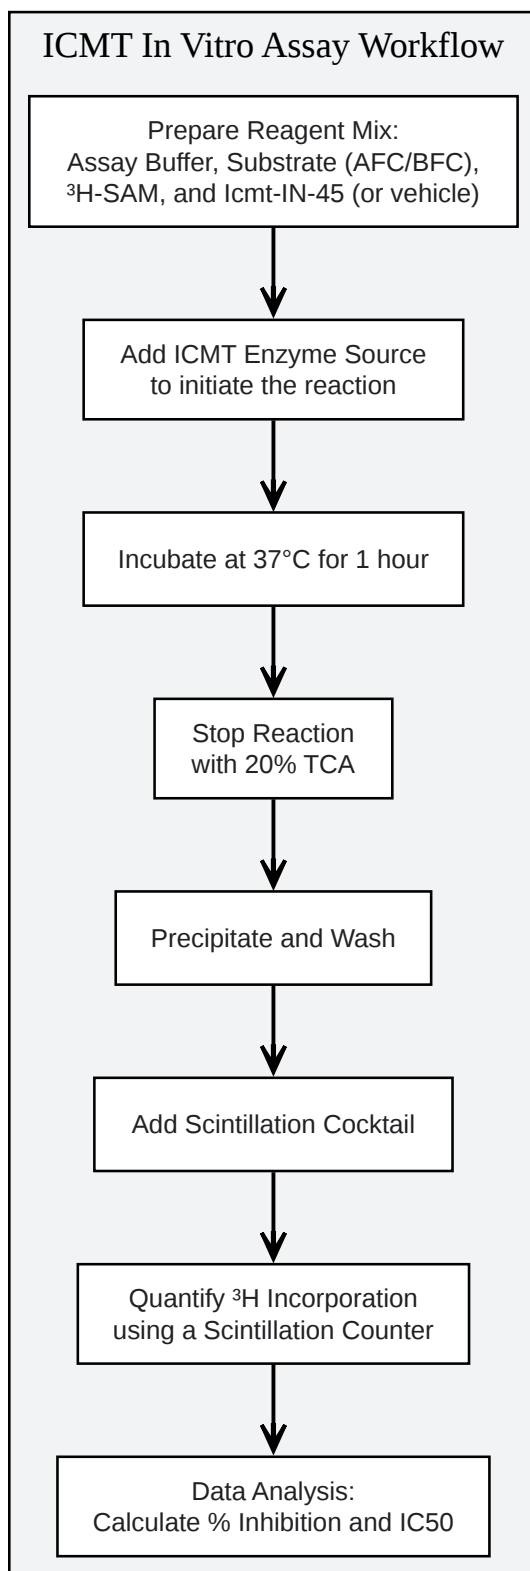 ICMT In Vitro Assay Workflow
Prepare Reagent Mix:
Assay Buffer, Substrate (AFC/BFC),
³H-SAM, and Icmt-IN-45 (or vehicle)
Add ICMT Enzyme Source
to initiate the reaction
Incubate at 37°C for 1 hour
Stop Reaction
with 20% TCA
Precipitate and Wash
Add Scintillation Cocktail
Quantify ³H Incorporation
using a Scintillation Counter
Data Analysis:
Calculate % Inhibition and IC50